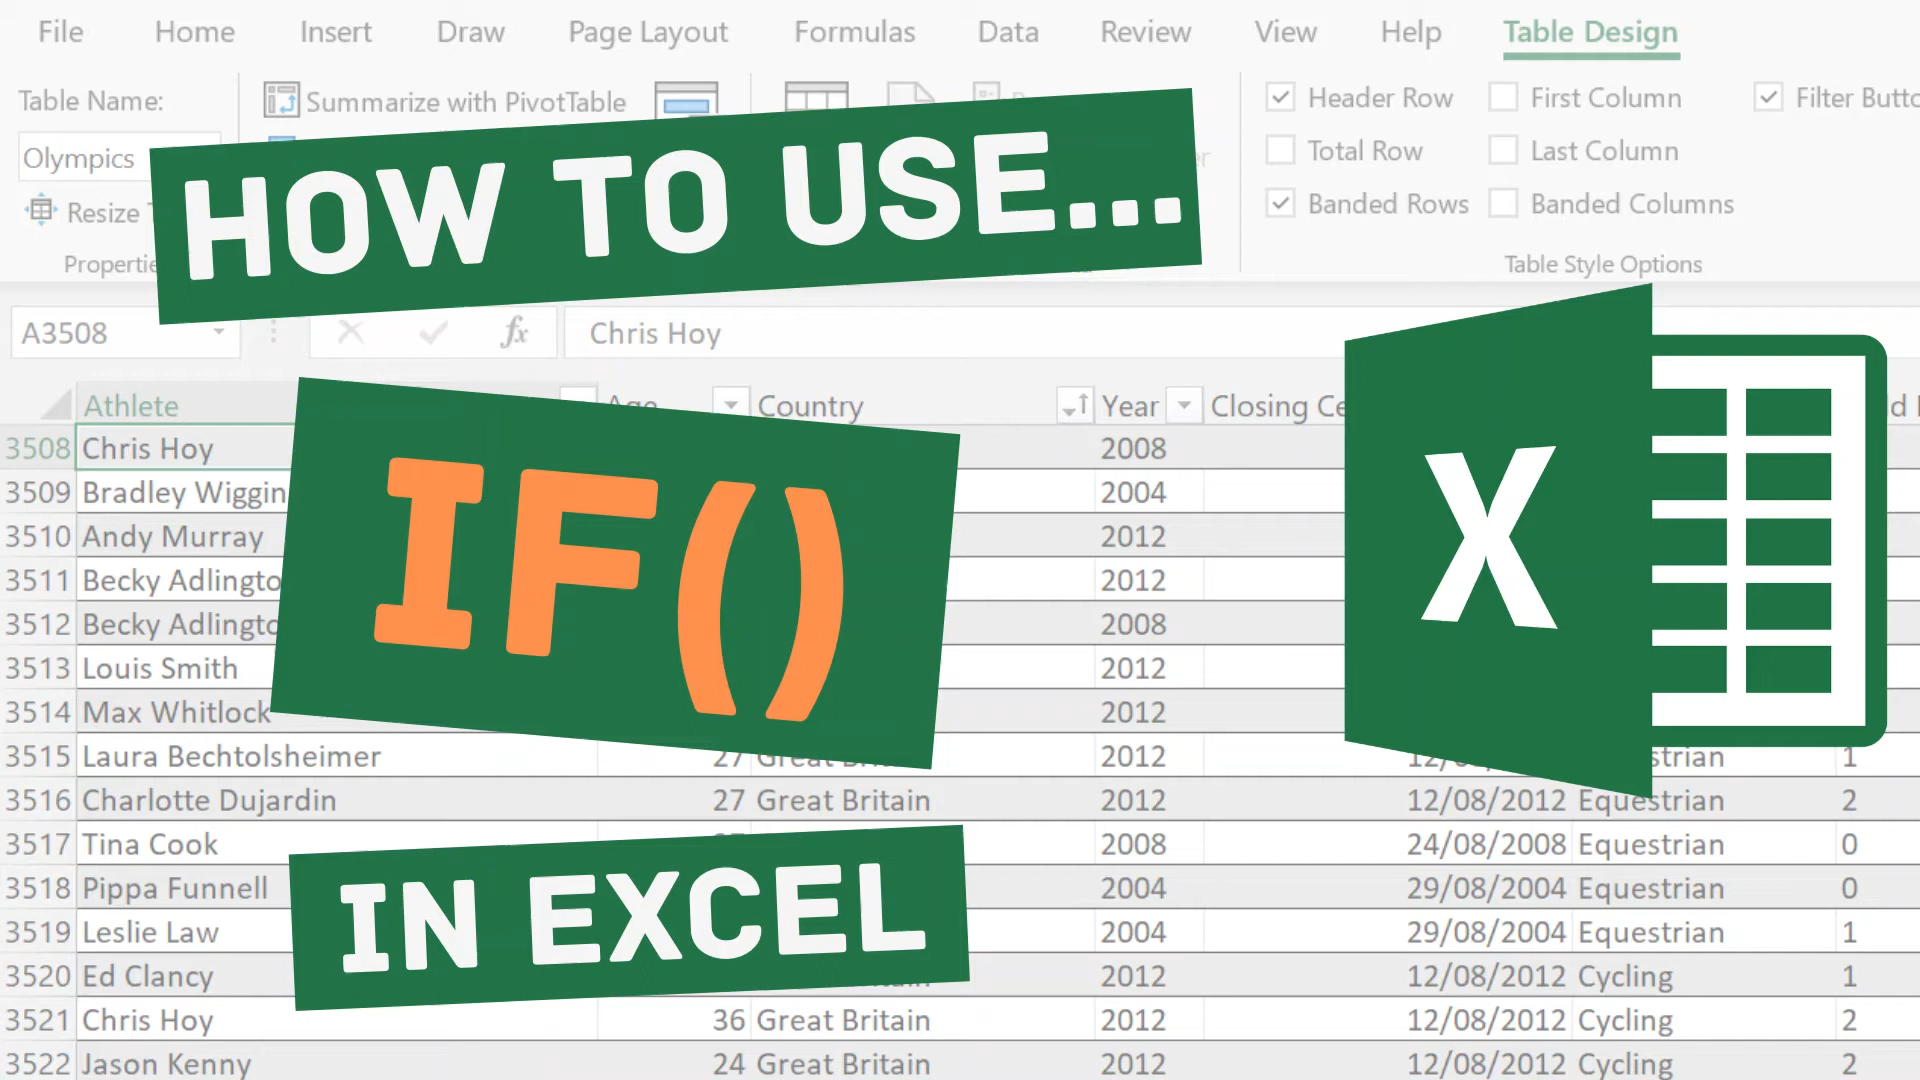 File Home Insert Draw Page Layout Formulas Data Review View Help Table Design
Table Name:
Summarize with PivotTable
Header Row First Column Filter
Olympics
Total Row Last Column
Resize
Banded Rows Banded Columns
Table Style Options
HOW TO USE...
A3508 fx Chris Hoy
Athlete Country Year Closing
3508 Chris Hoy 2008
3509 Bradley 2004
3510 Andy Murray 2012
3511 Becky 2012
3512 Becky 2008
3513 Louis Smith 2012
3514 Max Whitlock 2012
3515 Laura Bechtolsheimer 27 2012 1
3516 Charlotte Dujardin 27 Great Britain 2012 12/08/2012 Equestrian 2
3517 Tina Cook 2008 24/08/2008 Equestrian 0
3518 Pippa Funnell 2004 29/08/2004 Equestrian 0
3519 Leslie Law 2004 29/08/2004 Equestrian 1
3520 Ed Clancy 2012 12/08/2012 Cycling 1
3521 Chris Hoy 36 Great Britain 2012 12/08/2012 Cycling 2
3522 Jason Kenny 24 Great Britain 2012 12/08/2012 Cycling 2
IF()
X
IN EXCEL